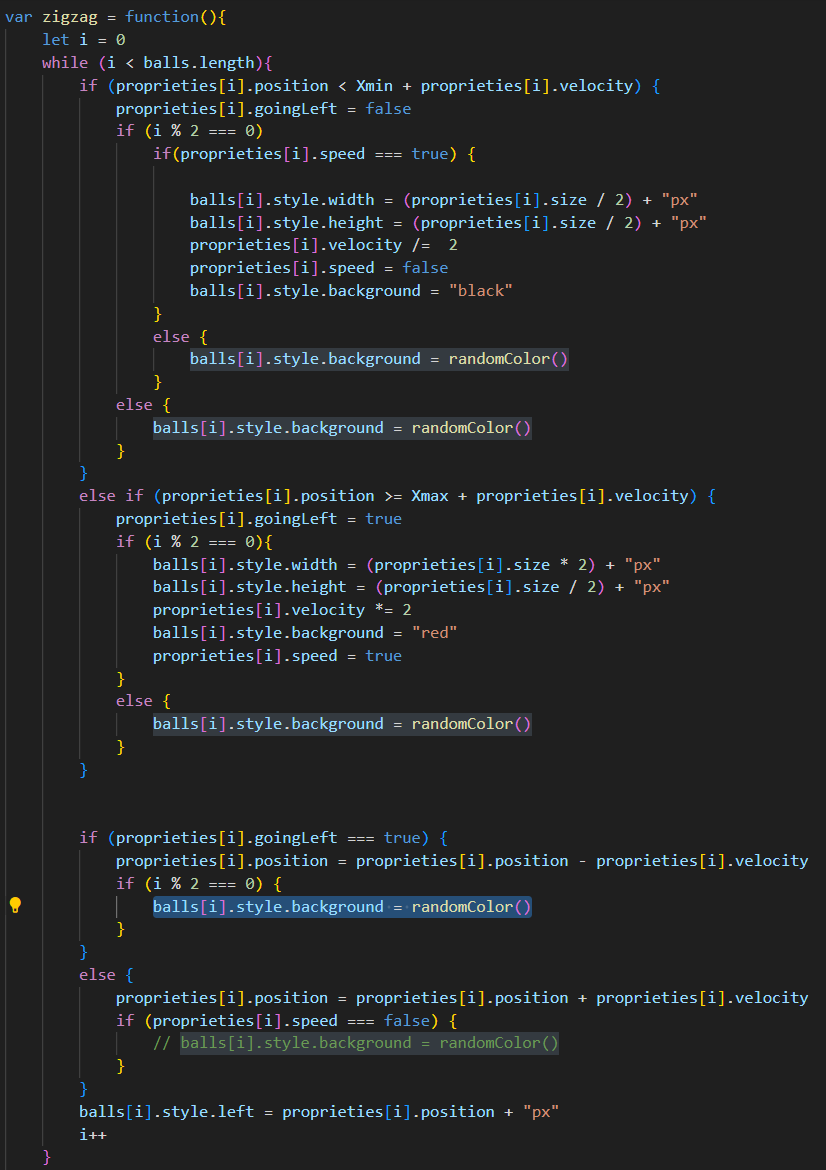 var zigzag = function(){
let i = 0
while (i < balls.length){
if (proprieties[i].position < Xmin + proprieties[i].velocity) {
proprieties[i].goingLeft = false
if (i % 2 === 0)
if(proprieties[i].speed === true) {
balls[i].style.width = (proprieties[i].size / 2) + "px"
balls[i].style.height = (proprieties[i].size / 2) + "px"
proprieties[i].velocity /=  2
proprieties[i].speed = false
balls[i].style.background = "black"
}
else {
balls[i].style.background = randomColor()
}
else {
balls[i].style.background = randomColor()
}
}
else if (proprieties[i].position >= Xmax + proprieties[i].velocity) {
proprieties[i].goingLeft = true
if (i % 2 === 0){
balls[i].style.width = (proprieties[i].size * 2) + "px"
balls[i].style.height = (proprieties[i].size / 2) + "px"
proprieties[i].velocity *= 2
balls[i].style.background = "red"
proprieties[i].speed = true
}
else {
balls[i].style.background = randomColor()
}
}
if (proprieties[i].goingLeft === true) {
proprieties[i].position = proprieties[i].position - proprieties[i].velocity
if (i % 2 === 0) {
balls[i].style.background = randomColor()
}
}
else {
proprieties[i].position = proprieties[i].position + proprieties[i].velocity
if (proprieties[i].speed === false) {
// balls[i].style.background = randomColor()
}
}
balls[i].style.left = proprieties[i].position + "px"
i++
}